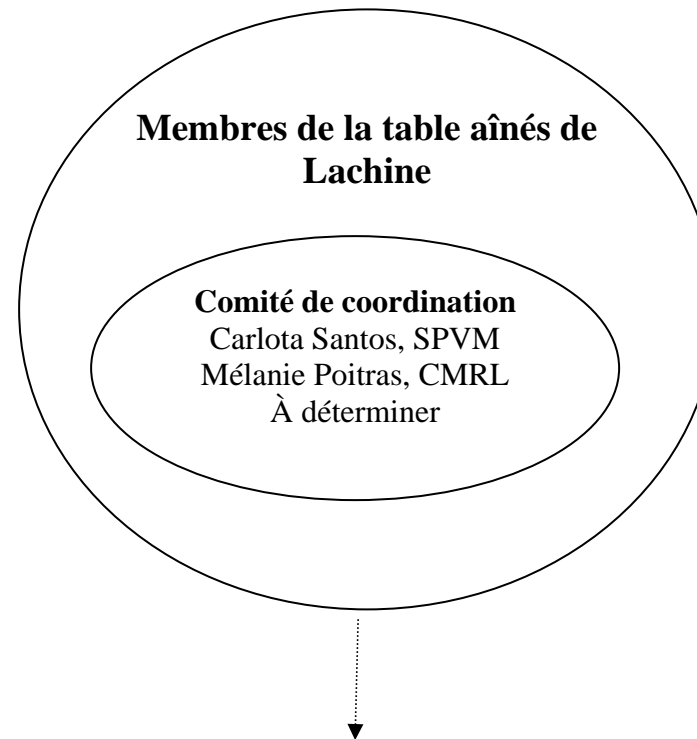 Membres de la table aînés de
Lachine
Comité de coordination
Carlota Santos, SPVM
Mélanie Poitras, CMRL
À déterminer